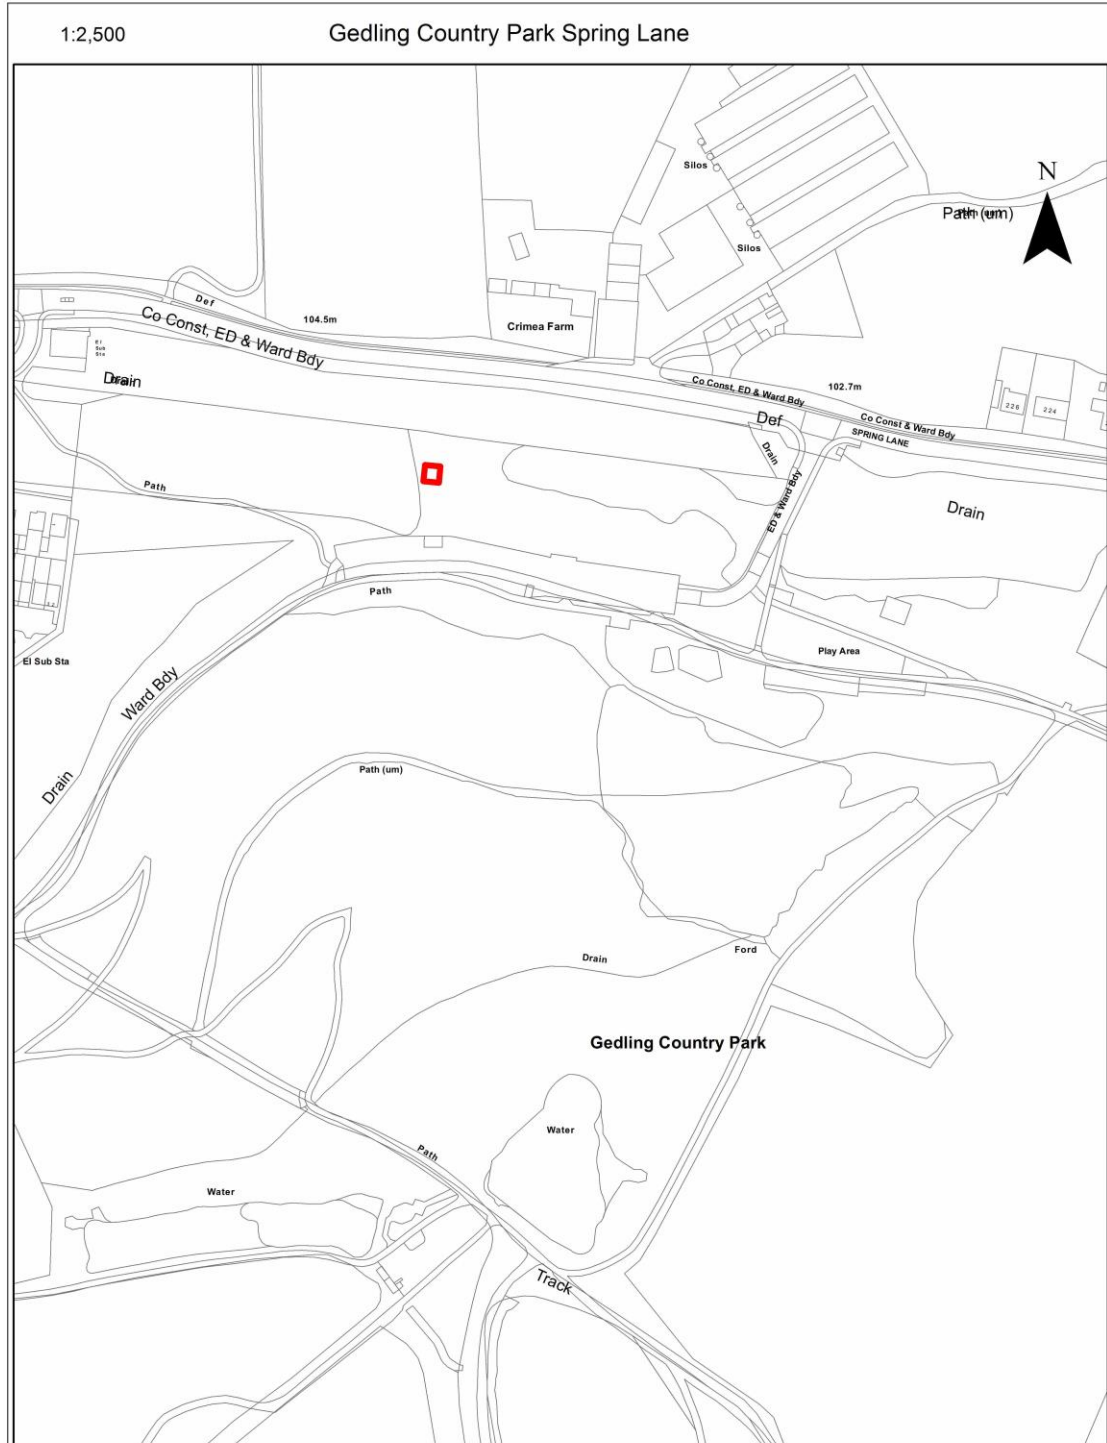 1:2,500
Gedling Country Park Spring Lane
Silos
N
Path (um)
Silos
Def
104.5m
Co Const, ED & Ward Bdy
Crimea Farm
El
Sub
Sta
Drain
Co Const, ED & Ward Bdy
102.7m
226
224
Def
Co Const & Ward Bdy
SPRING LANE
Drain
Path
ED & Ward Bdy
Drain
Path
El Sub Sta
Play Area
Ward Bdy
Drain
Path (um)
Drain
Ford
Gedling Country Park
Water
Path
Water
Track